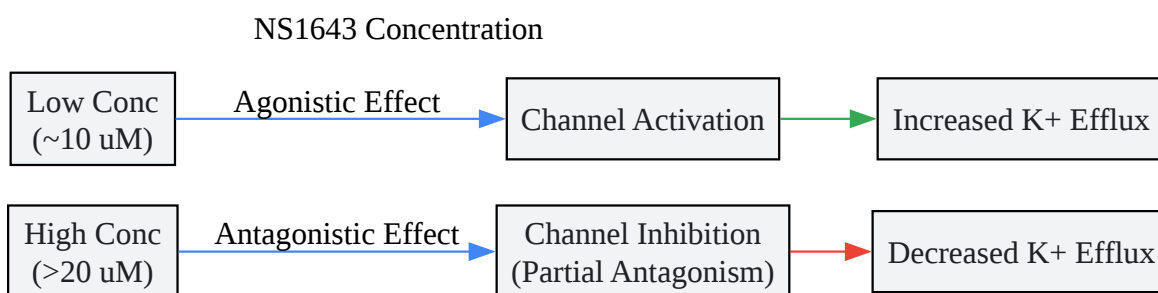 NS1643 Concentration
Low Conc
(~10 uM)
Agonistic Effect
Channel Activation
Increased K+ Efflux
High Conc
(>20 uM)
Antagonistic Effect
Channel Inhibition
(Partial Antagonism)
Decreased K+ Efflux